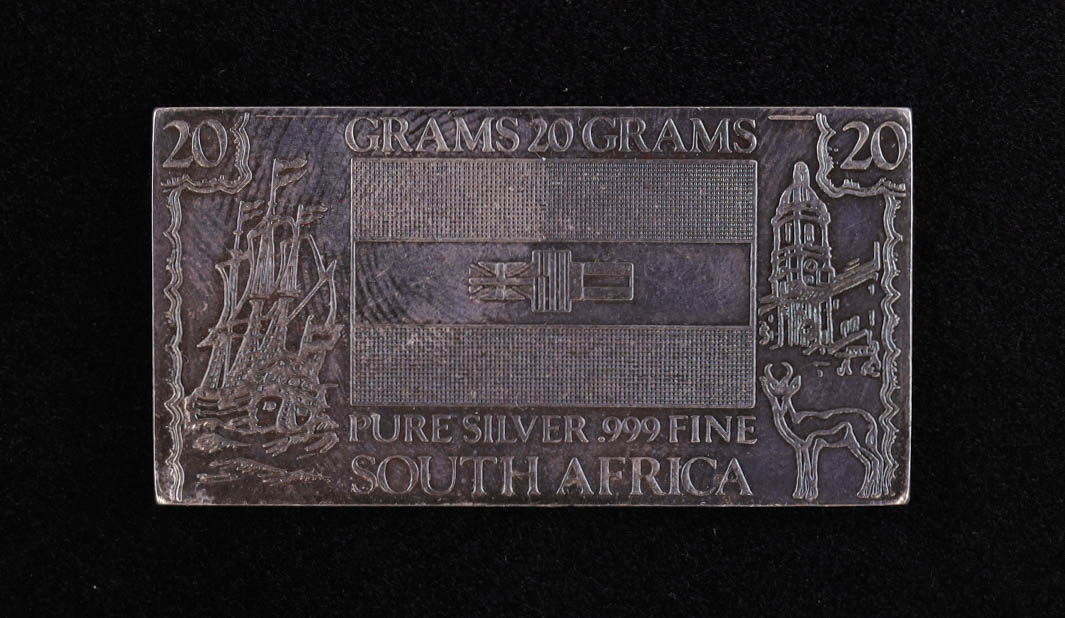 20 GRAMS 20 GRAMS 20
PURE SILVER .999 FINE
SOUTH AFRICA